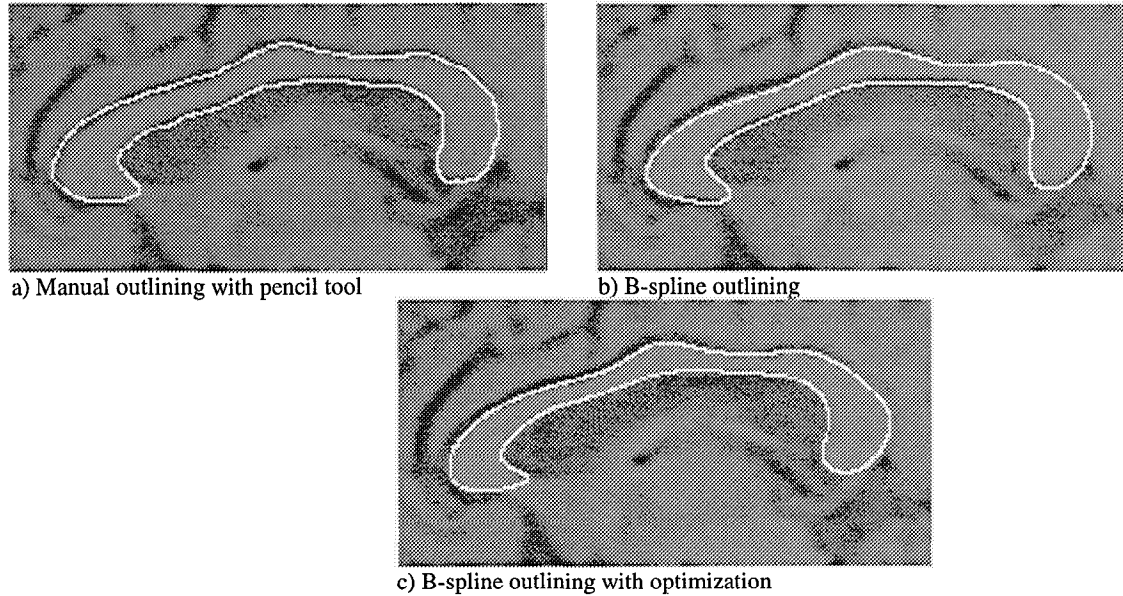 a) Manual outlining with pencil tool
b) B-spline outlining
c) B-spline outlining with optimization